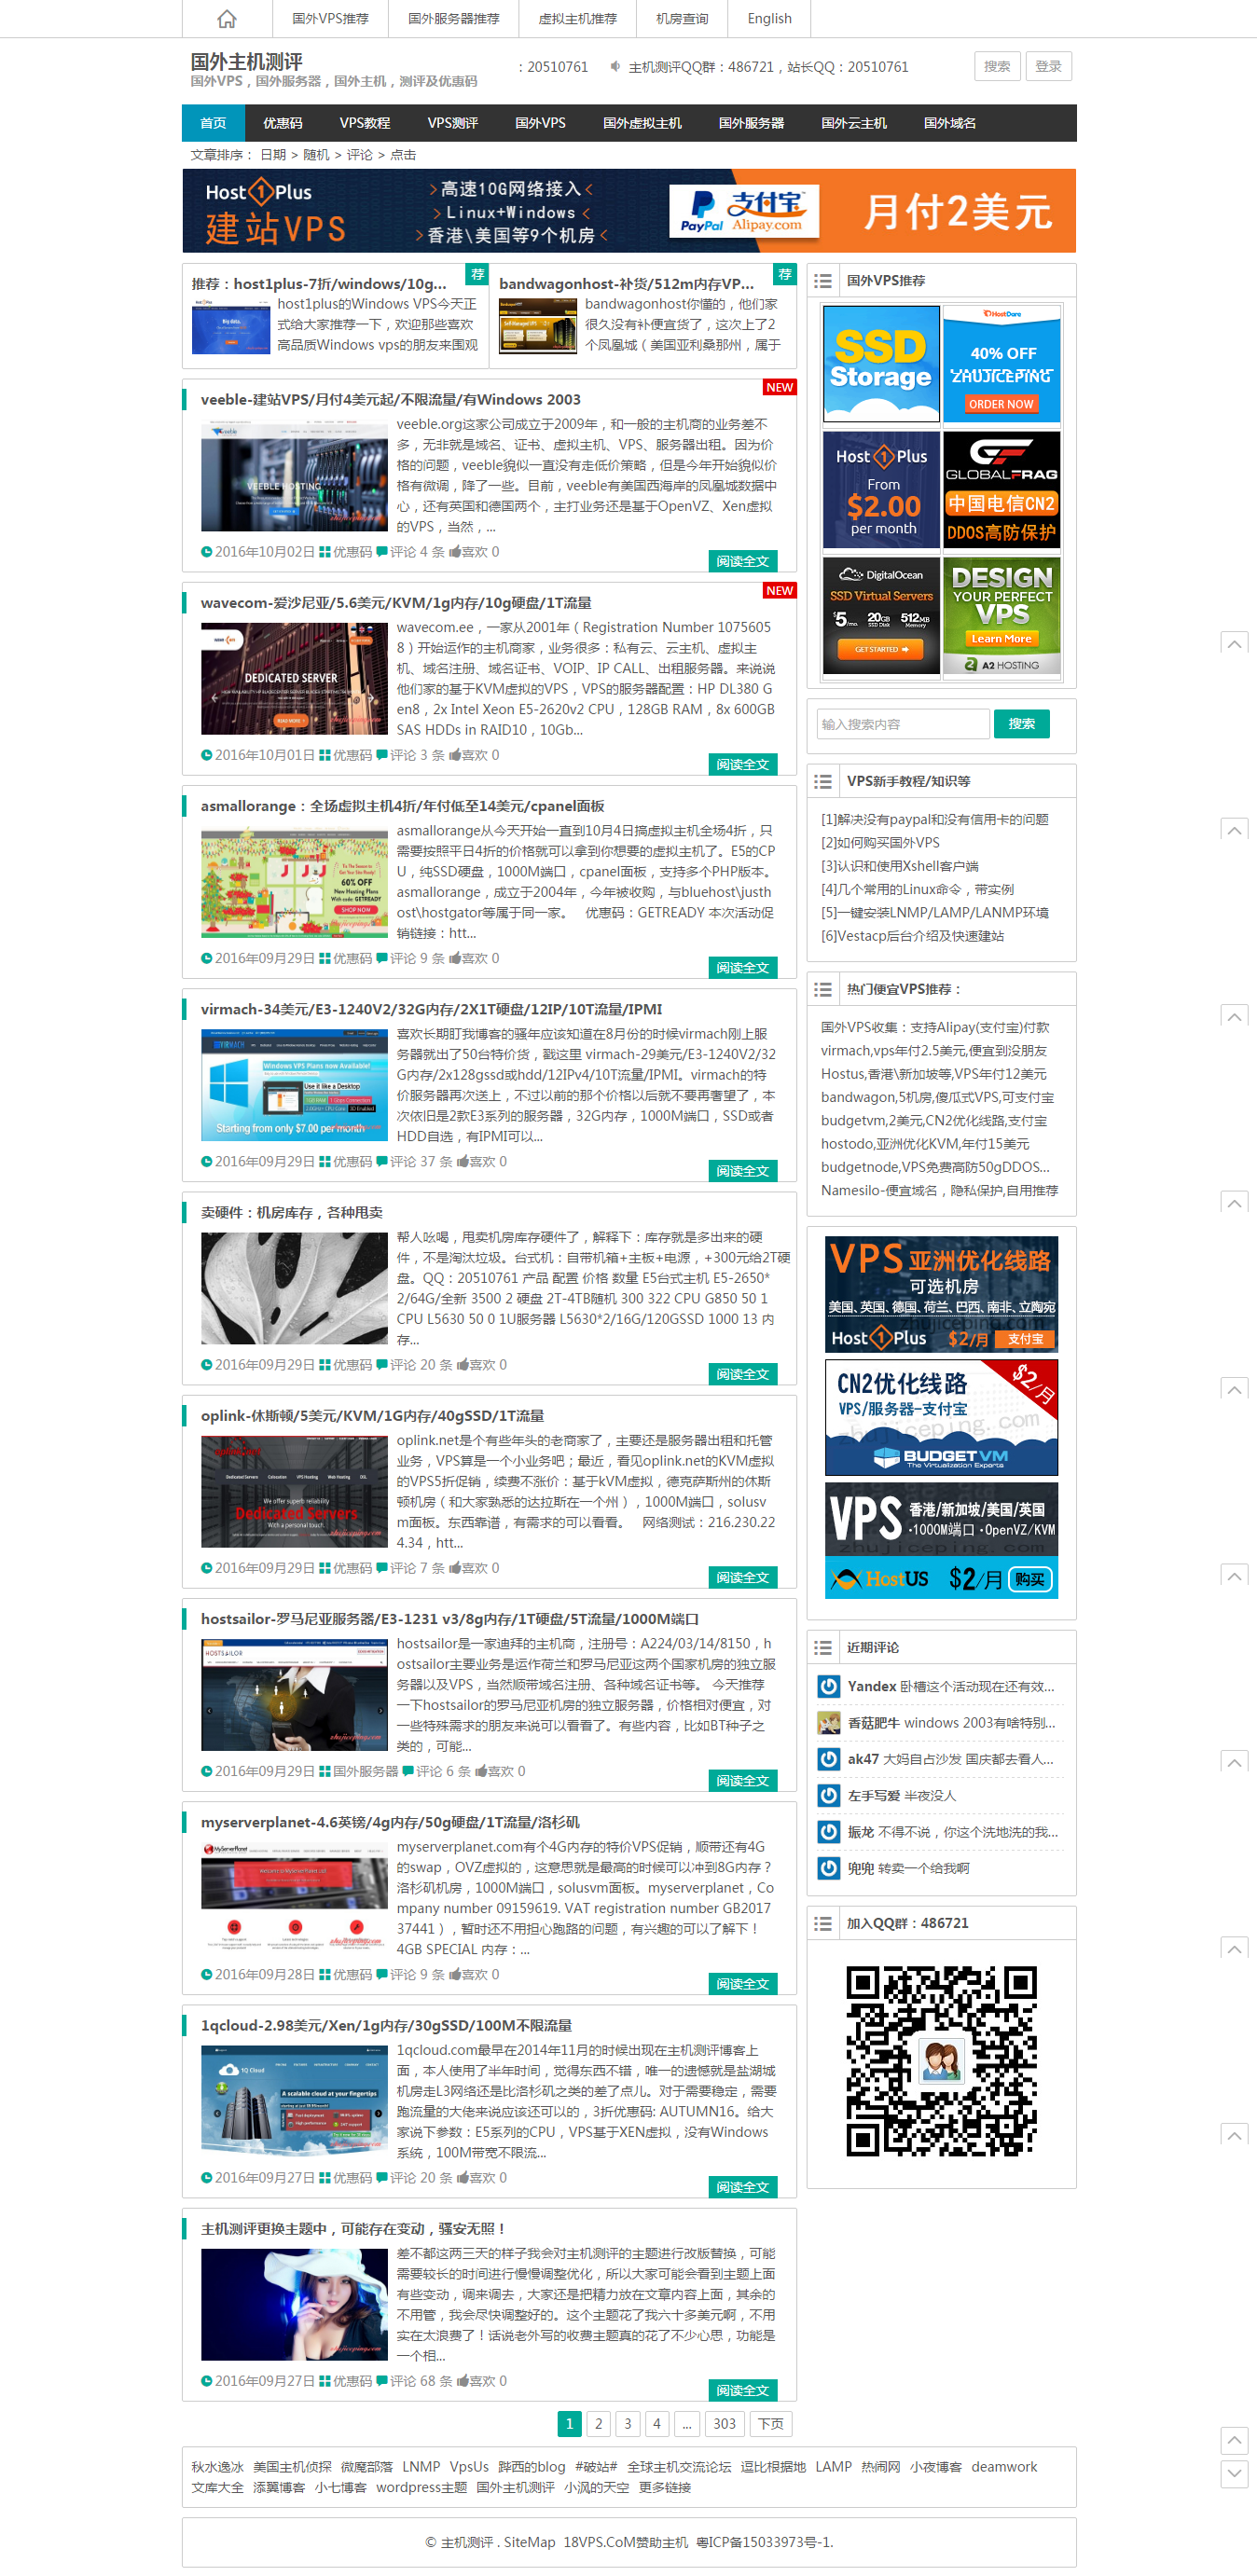 国外VPS推荐 国外服务器推荐 虚拟主机推荐 机房查询 English
国外主机测评
国外VPS，国外服务器，国外主机，测评及优惠码
：20510761 主机测评QQ群：486721，站长QQ：20510761
搜索 登录
首页 优惠码 VPS教程 VPS测评 国外VPS 国外虚拟主机 国外服务器 国外云主机 国外域名
文章排序： 日期 > 随机 > 评论 > 点击
Host 1 Plus
建站VPS
高速10G网络接入
Linux+Windows
香港\美国等9个机房
PayPal 支付宝 Alipay.com
月付2美元
推荐：host1plus-7折/windows/10g...
荐
host1plus的Windows VPS今天正
式给大家推荐一下，欢迎那些喜欢
高品质Windows vps的朋友来围观
bandwagonhost-补货/512m内存VP...
荐
bandwagonhost你懂的，他们家
很久没有补便宜货了，这次上了2
个凤凰城（美国亚利桑那州，属于
NEW
veeble-建站VPS/月付4美元起/不限流量/有Windows 2003
veeble.org这家公司成立于2009年，和一般的主机商的业务差不
多，无非就是域名、证书、虚拟主机、VPS、服务器出租。因为价
格的问题，veeble貌似一直没有走低价策略，但是今年开始貌似价
格有微调，降了一些。目前，veeble有美国西海岸的凤凰城数据中
心，还有英国和德国两个，主打业务还是基于OpenVZ、Xen虚拟
的VPS，当然，...
2016年10月02日 优惠码 评论 4 条 喜欢 0
阅读全文
NEW
wavecom-爱沙尼亚/5.6美元/KVM/1g内存/10g硬盘/1T流量
DEDICATED SERVER
wavecom.ee，一家从2001年（Registration Number 1075605
8）开始运作的主机商家，业务很多：私有云、云主机、虚拟主
机、域名注册、域名证书、VOIP、IP CALL、出租服务器。来说说
他们家的基于KVM虚拟的VPS，VPS的服务器配置：HP DL380 G
en8，2x Intel Xeon E5-2620v2 CPU，128GB RAM，8x 600GB
SAS HDDs in RAID10，10Gb...
2016年10月01日 优惠码 评论 3 条 喜欢 0
阅读全文
asmallorange：全场虚拟主机4折/年付低至14美元/cpanel面板
asmallorange从今天开始一直到10月4日搞虚拟主机全场4折，只
需要按照平日4折的价格就可以拿到你想要的虚拟主机了。E5的CP
U，纯SSD硬盘，1000M端口，cpanel面板，支持多个PHP版本。
asmallorange，成立于2004年，今年被收购，与bluehost\justh
ost\hostgator等属于同一家。 优惠码：GETREADY 本次活动促
销链接：htt...
2016年09月29日 优惠码 评论 9 条 喜欢 0
阅读全文
virmach-34美元/E3-1240V2/32G内存/2X1T硬盘/12IP/10T流量/IPMI
Starting from only $7.00 per month
喜欢长期盯我博客的骚年应该知道在8月份的时候virmach刚上服
务器就出了50台特价货，戳这里 virmach-29美元/E3-1240V2/32
G内存/2x128gssd或hdd/12IPv4/10T流量/IPMI。virmach的特
价服务器再次送上，不过以前的那个价格以后就不要再奢望了，本
次依旧是2款E3系列的服务器，32G内存，1000M端口，SSD或者
HDD自选，有IPMI可以...
2016年09月29日 优惠码 评论 37 条 喜欢 0
阅读全文
卖硬件：机房库存，各种甩卖
帮人吆喝，甩卖机房库存硬件了，解释下：库存就是多出来的硬
件，不是淘汰垃圾。台式机：自带机箱+主板+电源，+300元给2T硬
盘。QQ：20510761 产品 配置 价格 数量 E5台式主机 E5-2650*
2/64G/全新 3500 2 硬盘 2T-4TB随机 300 322 CPU G850 50 1
CPU L5630 50 0 1U服务器 L5630*2/16G/120GSSD 1000 13 内
存...
2016年09月29日 优惠码 评论 20 条 喜欢 0
阅读全文
oplink-休斯顿/5美元/KVM/1G内存/40gSSD/1T流量
We offer superb reliability
Dedicated Servers
With a personal touch.
oplink.net是个有些年头的老商家了，主要还是服务器出租和托管
业务，VPS算是一个小业务吧；最近，看见oplink.net的KVM虚拟
的VPS5折促销，续费不涨价：基于kVM虚拟，德克萨斯州的休斯
顿机房（和大家熟悉的达拉斯在一个州），1000M端口，solusv
m面板。东西靠谱，有需求的可以看看。 网络测试：216.230.22
4.34，htt...
2016年09月29日 优惠码 评论 7 条 喜欢 0
阅读全文
hostsailor-罗马尼亚服务器/E3-1231 v3/8g内存/1T硬盘/5T流量/1000M端口
hostsailor是一家迪拜的主机商，注册号：A224/03/14/8150，h
ostsailor主要业务是运作荷兰和罗马尼亚这两个国家机房的独立服
务器以及VPS，当然顺带域名注册、各种域名证书等。 今天推荐
一下hostsailor的罗马尼亚机房的独立服务器，价格相对便宜，对
一些特殊需求的朋友来说可以看看了。有些内容，比如BT种子之
类的，可能...
2016年09月29日 国外服务器 评论 6 条 喜欢 0
阅读全文
myserverplanet-4.6英镑/4g内存/50g硬盘/1T流量/洛杉矶
myserverplanet.com有个4G内存的特价VPS促销，顺带还有4G
的swap，OVZ虚拟的，这意思就是最高的时候可以冲到8G内存？
洛杉矶机房，1000M端口，solusvm面板。myserverplanet，Co
mpany number 09159619. VAT registration number GB2017
37441），暂时还不用担心跑路的问题，有兴趣的可以了解下！
4GB SPECIAL 内存：...
2016年09月28日 优惠码 评论 9 条 喜欢 0
阅读全文
1qcloud-2.98美元/Xen/1g内存/30gSSD/100M不限流量
A scalable cloud at your fingertips
1qcloud.com最早在2014年11月的时候出现在主机测评博客上
面，本人使用了半年时间，觉得东西不错，唯一的遗憾就是盐湖城
机房走L3网络还是比洛杉矶之类的差了点儿。对于需要稳定，需要
跑流量的大佬来说应该还可以的，3折优惠码: AUTUMN16。给大
家说下参数：E5系列的CPU，VPS基于XEN虚拟，没有Windows
系统，100M带宽不限流...
2016年09月27日 优惠码 评论 20 条 喜欢 0
阅读全文
主机测评更换主题中，可能存在变动，骚安无照！
差不都这两三天的样子我会对主机测评的主题进行改版替换，可能
需要较长的时间进行慢慢调整优化，所以大家可能会看到主题上面
有些变动，调来调去，大家还是把精力放在文章内容上面，其余的
不用管，我会尽快调整好的。这个主题花了我六十多美元啊，不用
实在太浪费了！话说老外写的收费主题真的花了不少心思，功能是
一个相...
2016年09月27日 优惠码 评论 68 条 喜欢 0
阅读全文
1 2 3 4 ... 303 下页
国外VPS推荐
SSD Storage
HostDare
40% OFF
ZHUJICEPING
ORDER NOW
Host 1 Plus
From
$2.00
per month
GLOBALFRAG
中国电信CN2
DDOS高防保护
DigitalOcean
SSD Virtual Servers
$5/mo. 20GB SSD Disk 512MB Memory
GET STARTED
DESIGN
YOUR PERFECT
VPS
Learn More
A2 HOSTING
输入搜索内容 搜索
VPS新手教程/知识等
[1]解决没有paypal和没有信用卡的问题
[2]如何购买国外VPS
[3]认识和使用Xshell客户端
[4]几个常用的Linux命令，带实例
[5]一键安装LNMP/LAMP/LANMP环境
[6]Vestacp后台介绍及快速建站
热门便宜VPS推荐：
国外VPS收集：支持Alipay(支付宝)付款
virmach,vps年付2.5美元,便宜到没朋友
Hostus,香港\新加坡等,VPS年付12美元
bandwagon,5机房,傻瓜式VPS,可支付宝
budgetvm,2美元,CN2优化线路,支付宝
hostodo,亚洲优化KVM,年付15美元
budgetnode,VPS免费高防50gDDOS...
Namesilo-便宜域名，隐私保护,自用推荐
VPS 亚洲优化线路
可选机房
美国、英国、德国、荷兰、巴西、南非、立陶宛
Host 1 Plus $2/月 支付宝
CN2优化线路
$2/月
VPS/服务器-支付宝
zhujiceping.com
BUDGETVM
The Virtualization Experts
VPS 香港/新加坡/美国/英国
·1000M端口 ·OpenVZ/KVM
zhujiceping.com
HostUS $2/月 购买
近期评论
Yandex 卧槽这个活动现在还有效...
香菇肥牛 windows 2003有啥特别...
ak47 大妈自占沙发 国庆都去看人...
左手写爱 半夜没人
振龙 不得不说，你这个洗地洗的我...
兜兜 转卖一个给我啊
加入QQ群：486721
秋水逸冰 美国主机侦探 微魔部落 LNMP VpsUs 跸西的blog #破站# 全球主机交流论坛 逗比根据地 LAMP 热闹网 小夜博客 deamwork
文库大全 添翼博客 小七博客 wordpress主题 国外主机测评 小沨的天空 更多链接
© 主机测评 . SiteMap 18VPS.CoM赞助主机 粤ICP备15033973号-1.